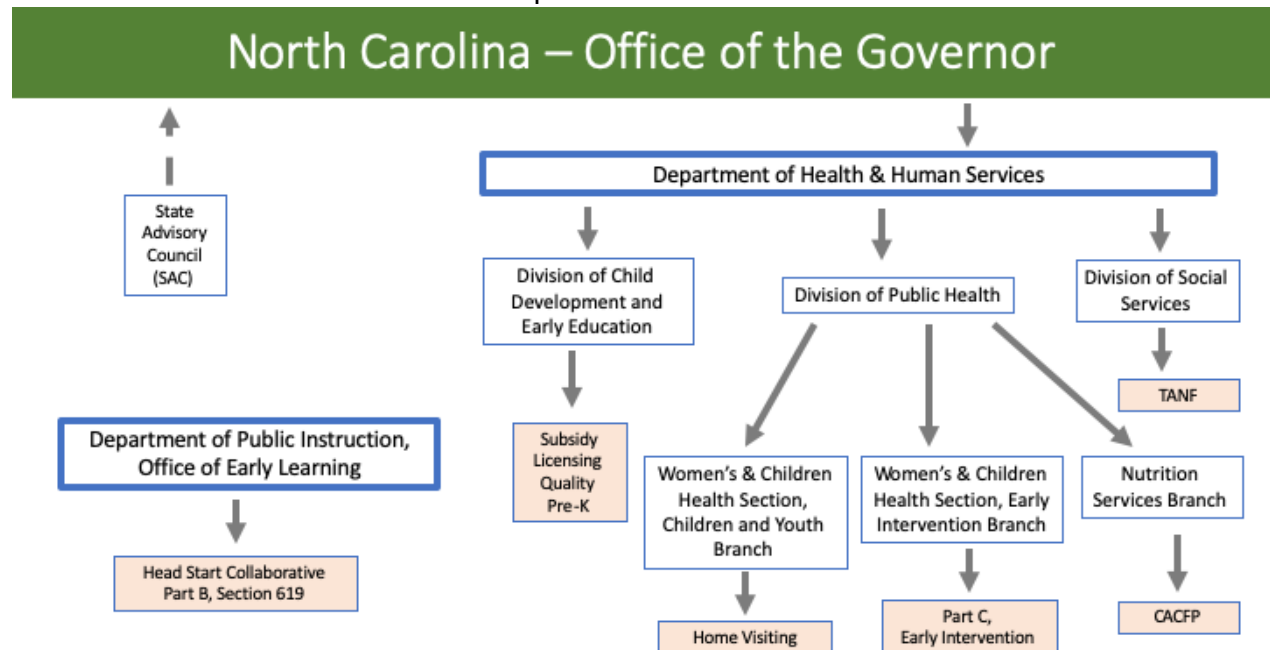 North Carolina – Office of the Governor
Department of Health & Human Services
State
Advisory
Council
(SAC)
Division of Child
Development and
Early Education
Division of Public Health
Division of Social
Services
TANF
Department of Public Instruction,
Office of Early Learning
Subsidy
Licensing
Quality
Pre-K
Women's & Children
Health Section,
Children and Youth
Branch
Women's & Children
Health Section, Early
Intervention Branch
Nutrition
Services Branch
Head Start Collaborative
Part B, Section 619
Home Visiting
Part C,
Early Intervention
CACFP